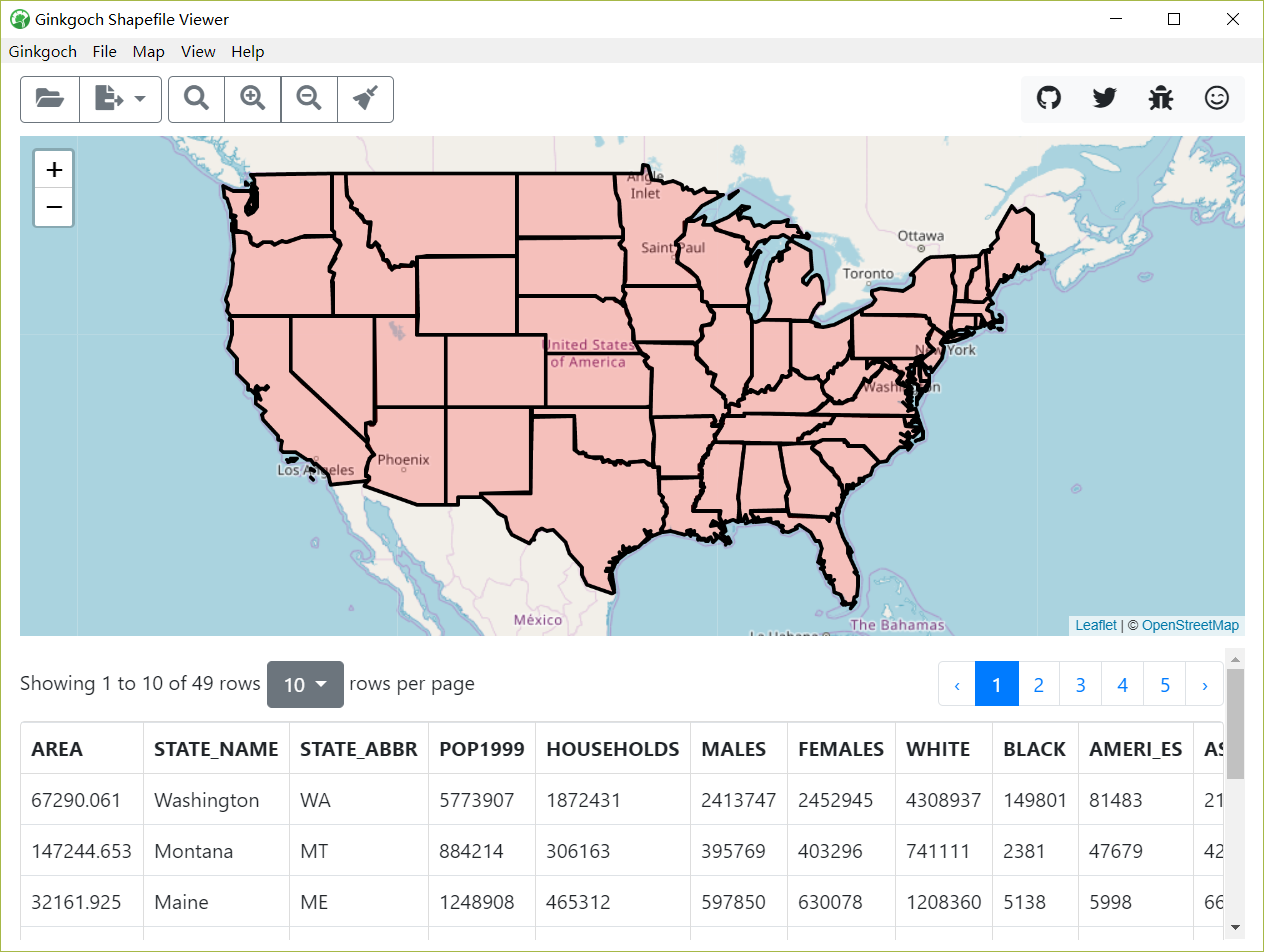 Ginkgoch Shapefile Viewer
Ginkgoch File Map View Help
+
−
Angle
Inlet
Ottawa
Saint Paul
Toronto
United States
of America
New York
Washington
Phoenix
Los Angeles
México
The Bahamas
La Habana
Leaflet | © OpenStreetMap
Showing 1 to 10 of 49 rows 10 rows per page
‹ 1 2 3 4 5 ›
AREA STATE_NAME STATE_ABBR POP1999 HOUSEHOLDS MALES FEMALES WHITE BLACK AMERI_ES AS
67290.061 Washington WA 5773907 1872431 2413747 2452945 4308937 149801 81483 21
147244.653 Montana MT 884214 306163 395769 403296 741111 2381 47679 42
32161.925 Maine ME 1248908 465312 597850 630078 1208360 5138 5998 66